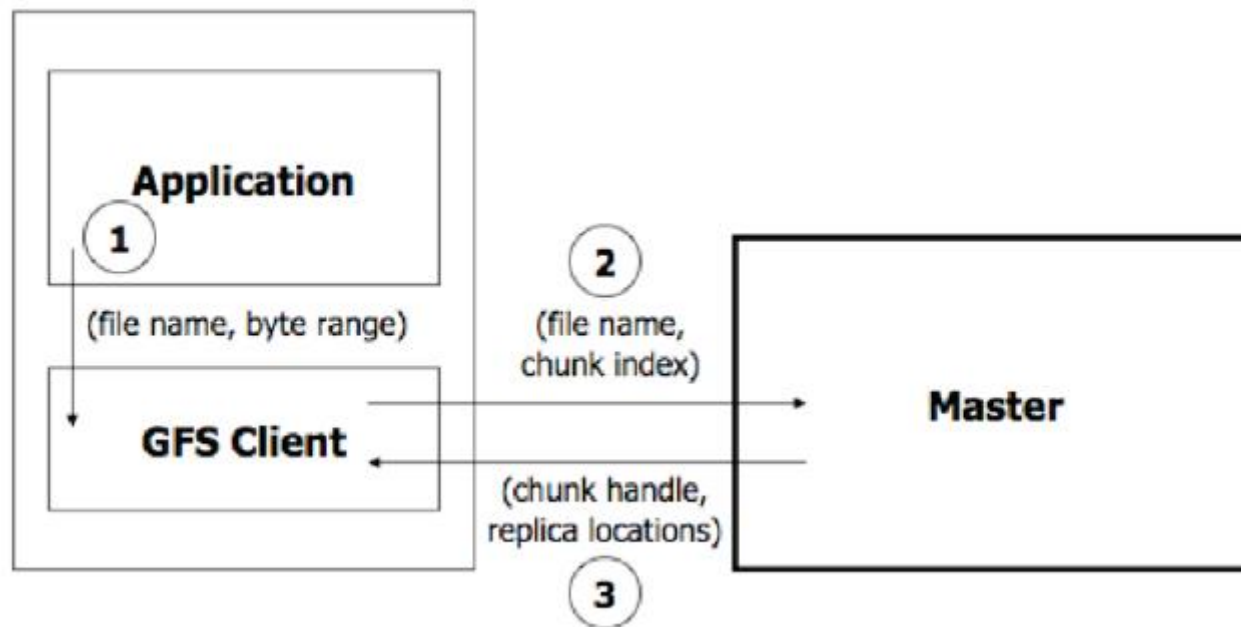 Application
1
(file name, byte range)
GFS Client
2
(file name,
chunk index)
(chunk handle,
replica locations)
3
Master